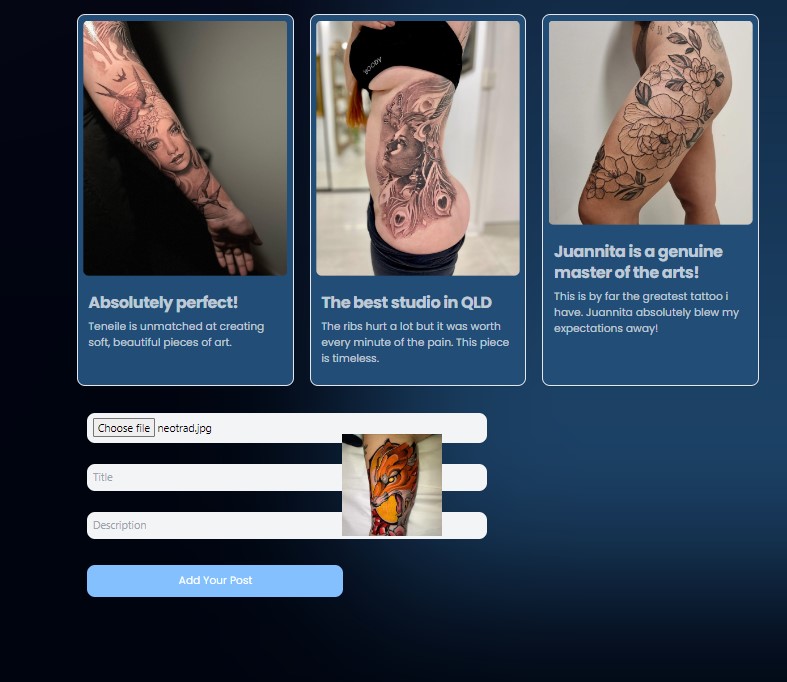 Absolutely perfect!
Teneile is unmatched at creating
soft, beautiful pieces of art.
The best studio in QLD
The ribs hurt a lot but it was worth
every minute of the pain. This piece
is timeless.
Juannita is a genuine
master of the arts!
This is by far the greatest tattoo i
have. Juannita absolutely blew my
expectations away!
Choose file neotrad.jpg
Title
Description
Add Your Post